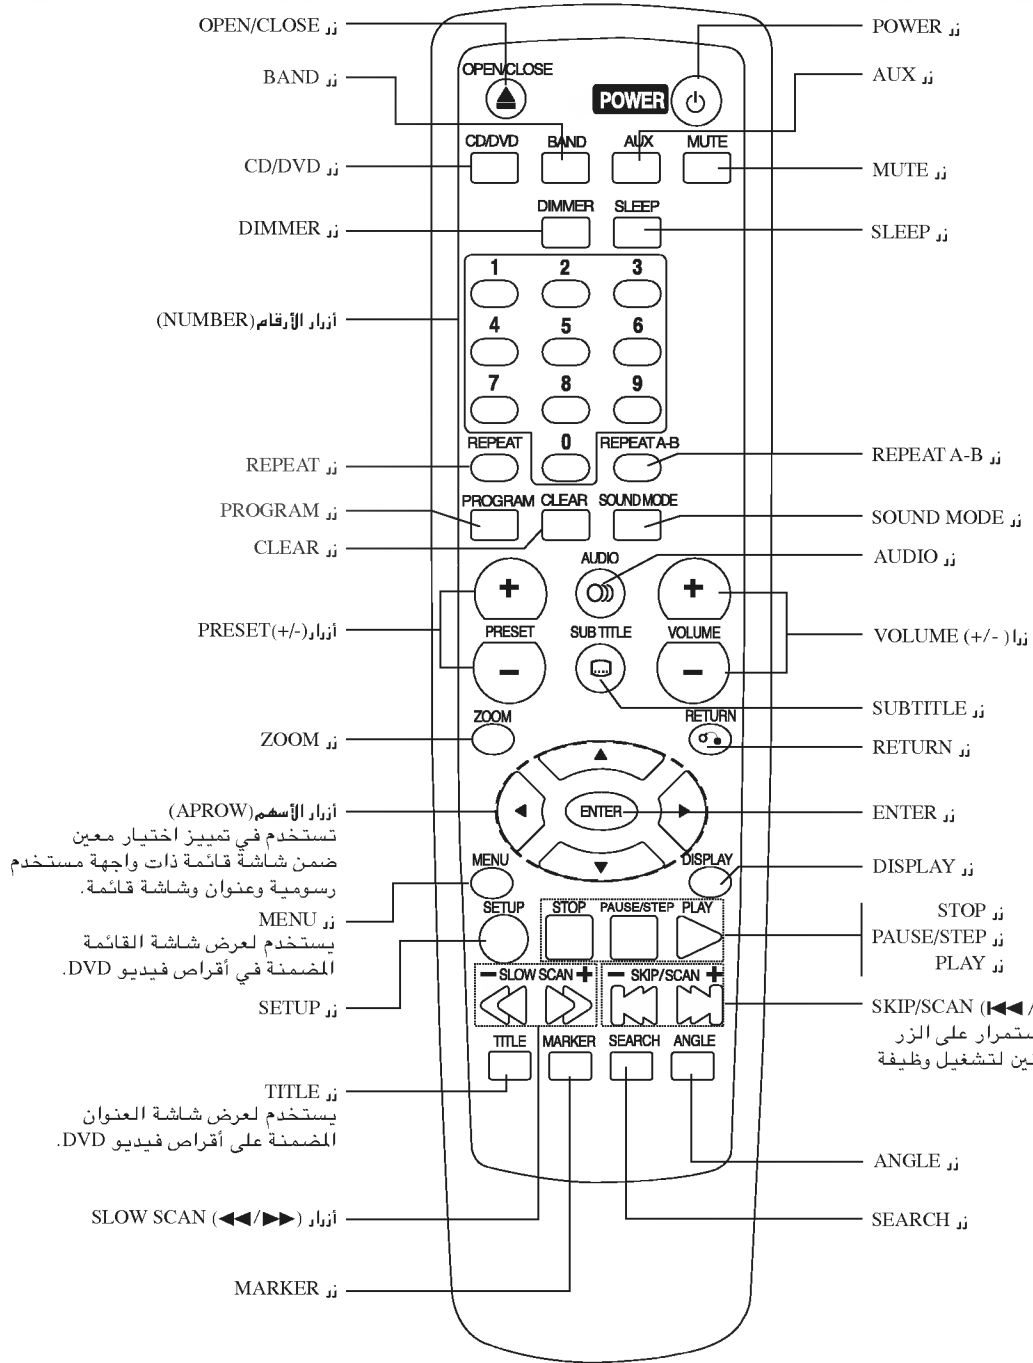 زر OPEN/CLOSE
زر BAND
زر CD/DVD
زر DIMMER
أزرار الأرقام(NUMBER)
زر REPEAT
زر PROGRAM
زر CLEAR
أزرار(+/-)PRESET
زر ZOOM
أزرار الأسهم(APROW)
تستخدم في تمييز اختيار معين
ضمن شاشة قائمة ذات واجهة مستخدم
رسومية وعنوان وشاشة قائمة.
زر MENU
يستخدم لعرض شاشة القائمة
المضمنة في أقراص فيديو DVD.
زر SETUP
زر TITLE
يستخدم لعرض شاشة العنوان
المضمنة على أقراص فيديو DVD.
أزرار SLOW SCAN (◀◀/▶▶)
زر MARKER
OPEN/CLOSE
POWER
CD/DVD BAND AUX MUTE
DIMMER SLEEP
1 2 3
4 5 6
7 8 9
REPEAT 0 REPEAT A-B
PROGRAM CLEAR SOUND MODE
AUDIO
+ +
PRESET SUB TITLE VOLUME
- -
ZOOM RETURN
ENTER
MENU DISPLAY
SETUP STOP PAUSE/STEP PLAY
- SLOW SCAN + - SKIP/SCAN +
TITLE MARKER SEARCH ANGLE
زر POWER
زر AUX
زر MUTE
زر SLEEP
زر REPEAT A-B
زر SOUND MODE
زر AUDIO
زرا VOLUME (+/- )
زر SUBTITLE
زر RETURN
زر ENTER
زر DISPLAY
زر STOP
زر PAUSE/STEP
زر PLAY
SKIP/SCAN (⏮/
ستمرار على الزر
لتشغيل وظيفة
زر ANGLE
زر SEARCH